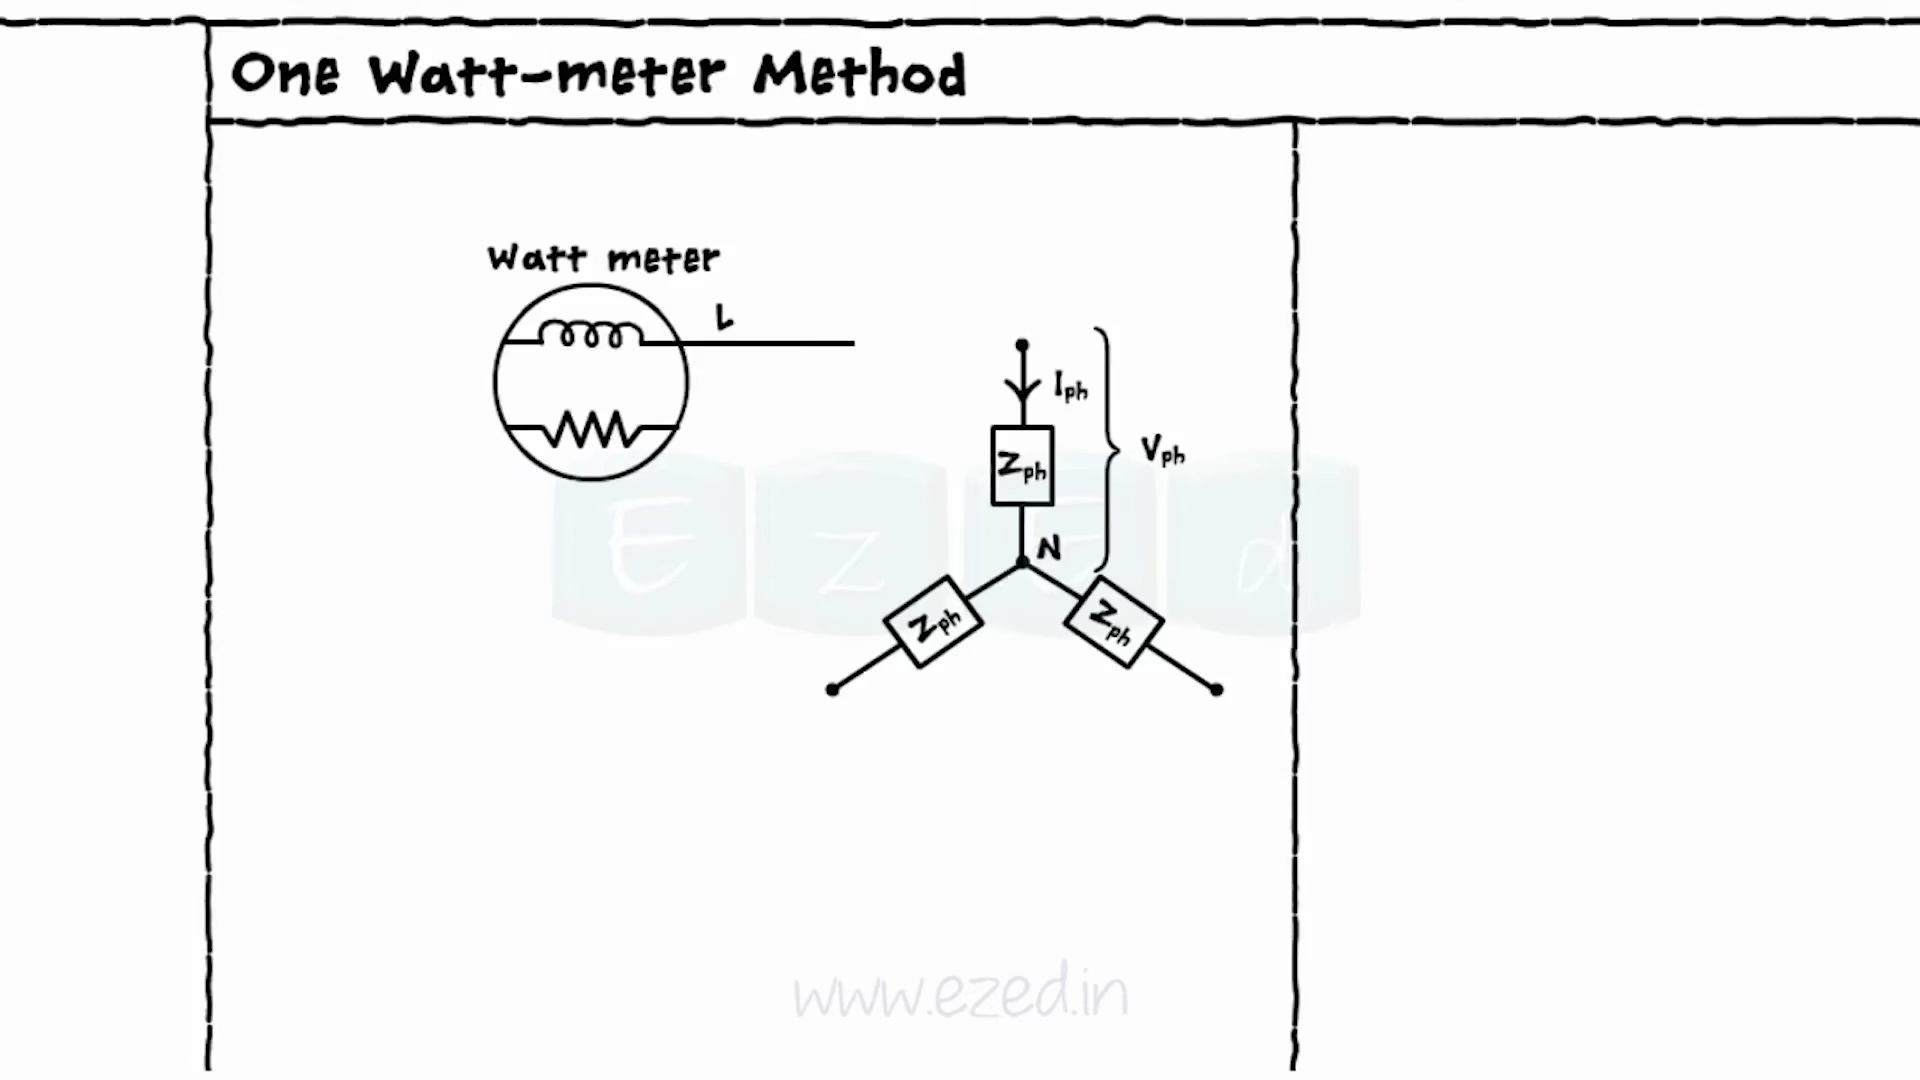 One Watt-meter Method
Watt meter
L
Iph
Zph
Vph
N
Zph
Zph
E z E d
www.ezed.in